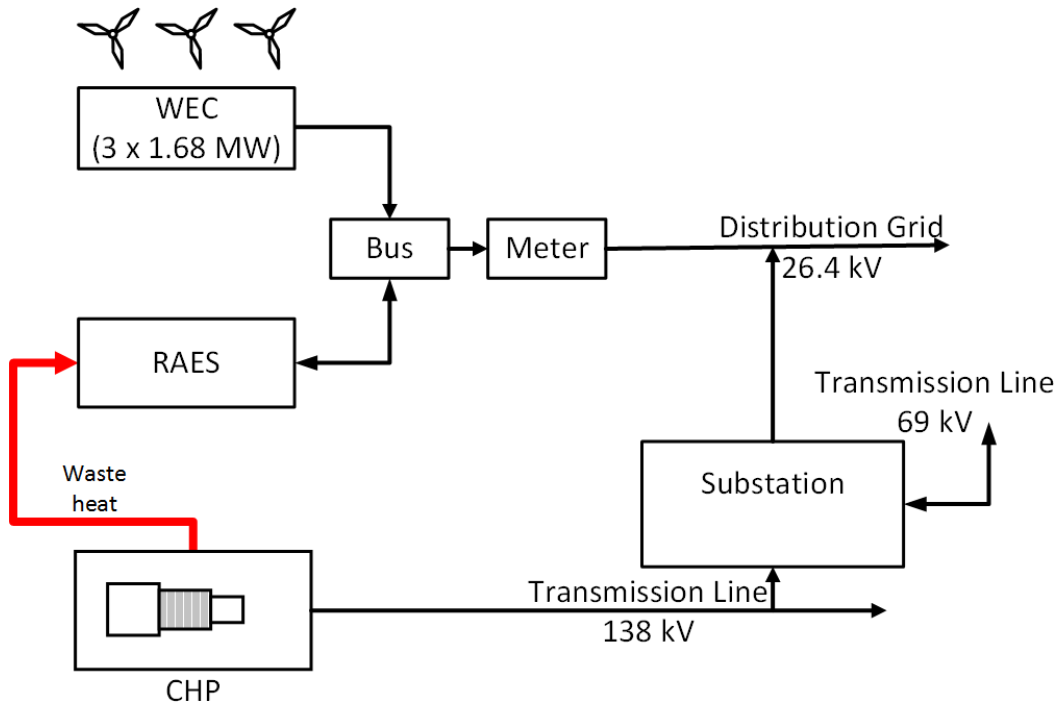 WEC
(3 x 1.68 MW)
Bus
Meter
Distribution Grid
26.4 kV
RAES
Transmission Line
69 kV
Waste
heat
Substation
Transmission Line
138 kV
CHP